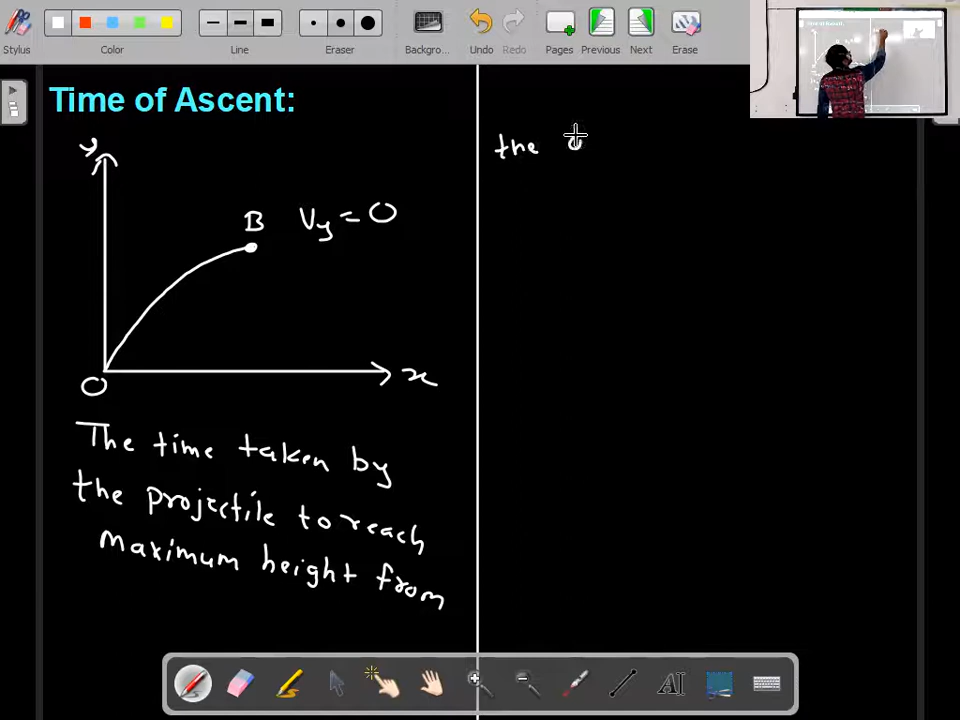 Stylus
Color
Line
Eraser
Backgro...
Undo
Redo
Pages
Previous
Next
Erase
Time of Ascent:
y
B Vy = 0
O
x
The time taken by
the projectile to reach
maximum height from
the